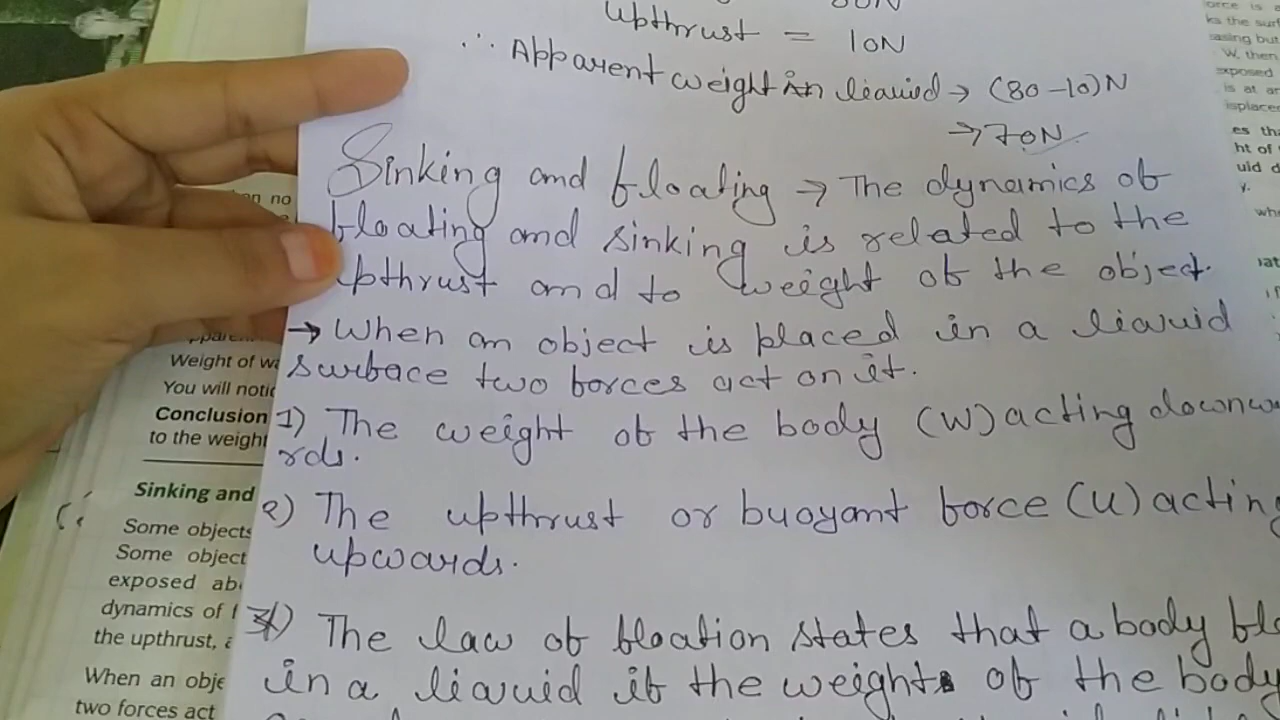 Upthrust = 10N
∴ Apparent weight in liquid → (80-10)N
→ 70N
Sinking and floating → The dynamics of
floating and sinking is related to the
upthrust and to weight of the object.
→ When an object is placed in a liquid
surface two forces act on it.
1) The weight of the body (W) acting downwa
rds.
2) The upthrust or buoyant force (U) acting
upwards.
The law of floation states that a body flo
in a liquid if the weight of the body
Weight of wa
You will notic
Conclusion
to the weight
Sinking and
Some objects
Some object
exposed ab
dynamics of f
the upthrust, a
When an obje
two forces act